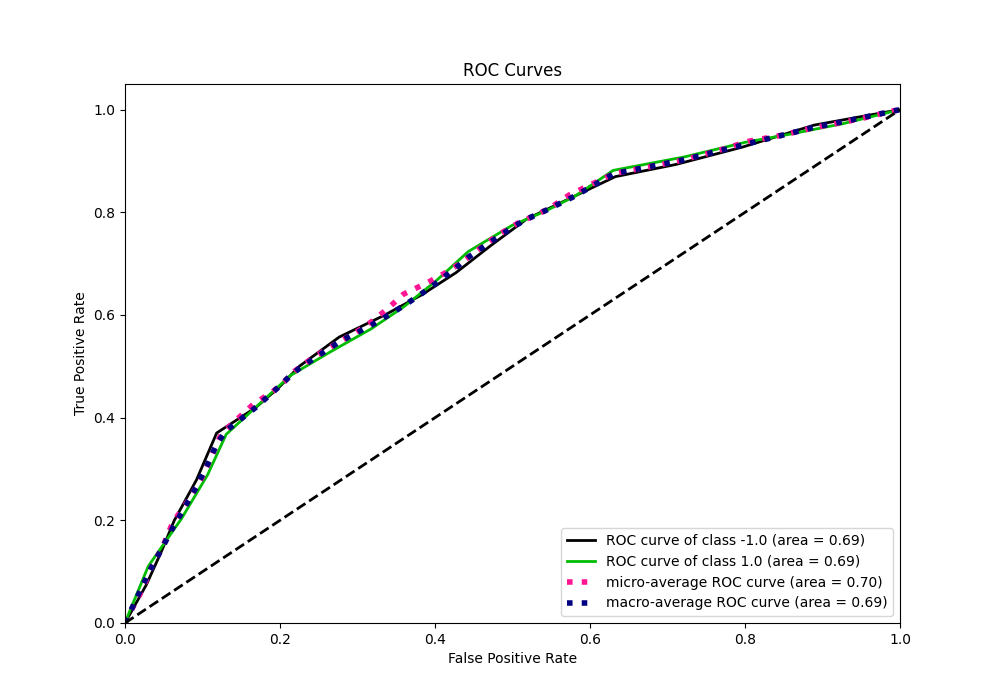 ROC Curves
True Positive Rate
1.0
0.8
0.6
0.4
0.2
0.0
ROC curve of class -1.0 (area = 0.69)
ROC curve of class 1.0 (area = 0.69)
micro-average ROC curve (area = 0.70)
macro-average ROC curve (area = 0.69)
0.0 0.2 0.4 0.6 0.8 1.0
False Positive Rate